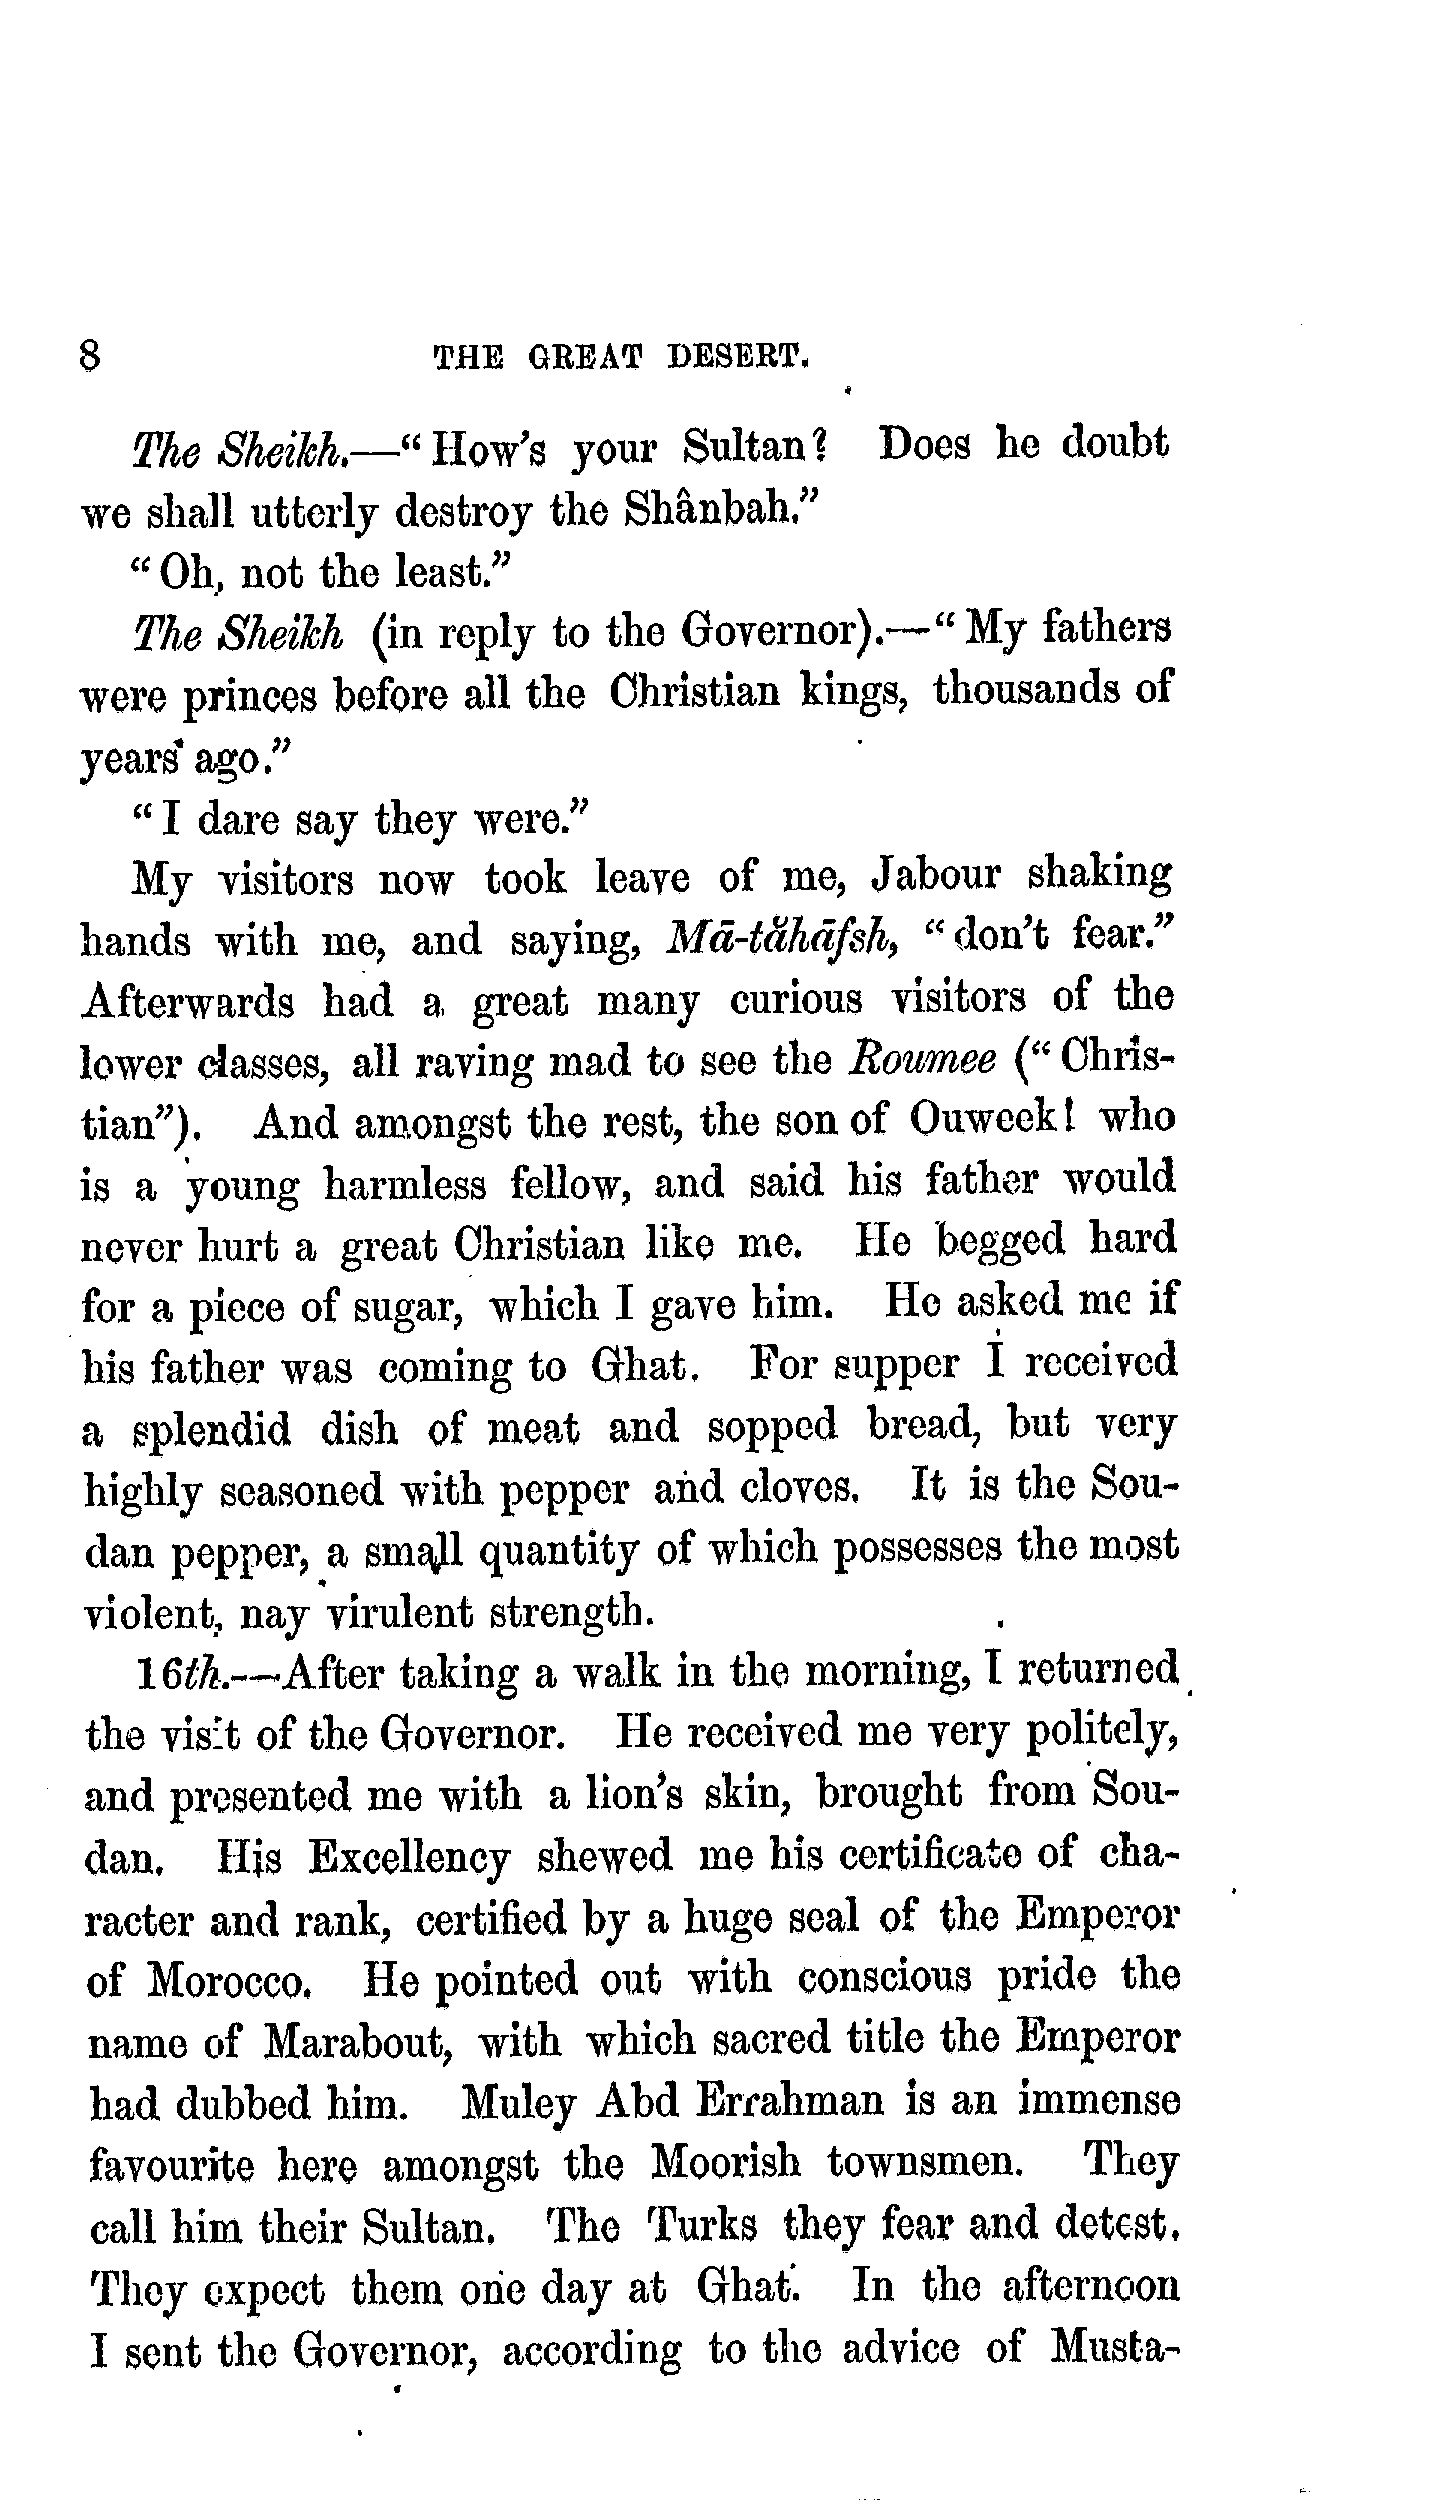 8 THE GREAT DESERT.
The Sheikh.—“How's your Sultan? Does he doubt
we shall utterly destroy the Shânbah.”
“Oh, not the least.”
The Sheikh (in reply to the Governor).—“My fathers
were princes before all the Christian kings, thousands of
years ago.”
“I dare say they were.”
My visitors now took leave of me, Jabour shaking
hands with me, and saying, Mā-tăhāfsh, “don't fear.”
Afterwards had a great many curious visitors of the
lower classes, all raving mad to see the Roumee (“Chris-
tian”). And amongst the rest, the son of Ouweek! who
is a young harmless fellow, and said his father would
never hurt a great Christian like me. He begged hard
for a piece of sugar, which I gave him. He asked me if
his father was coming to Ghat. For supper I received
a splendid dish of meat and sopped bread, but very
highly seasoned with pepper and cloves. It is the Sou-
dan pepper, a small quantity of which possesses the most
violent, nay virulent strength.
16th.—After taking a walk in the morning, I returned
the visit of the Governor. He received me very politely,
and presented me with a lion's skin, brought from Sou-
dan. His Excellency shewed me his certificate of cha-
racter and rank, certified by a huge seal of the Emperor
of Morocco. He pointed out with conscious pride the
name of Marabout, with which sacred title the Emperor
had dubbed him. Muley Abd Errahman is an immense
favourite here amongst the Moorish townsmen. They
call him their Sultan. The Turks they fear and detest.
They expect them one day at Ghat. In the afternoon
I sent the Governor, according to the advice of Musta-